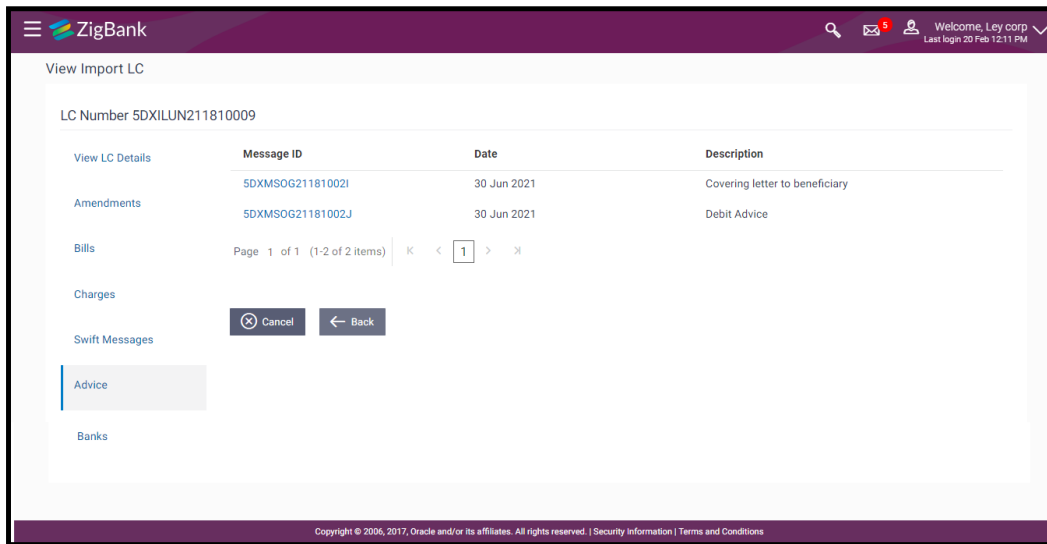 ZigBank
5
Welcome, Ley corp
Last login 20 Feb 12:11 PM
View Import LC
LC Number 5DXILUN211810009
View LC Details
Amendments
Bills
Charges
Swift Messages
Advice
Banks
Message ID Date Description
5DXMSOG21181002I 30 Jun 2021 Covering letter to beneficiary
5DXMSOG21181002J 30 Jun 2021 Debit Advice
Page 1 of 1 (1-2 of 2 items) 1
Cancel Back
Copyright © 2006, 2017, Oracle and/or its affiliates. All rights reserved. | Security Information | Terms and Conditions